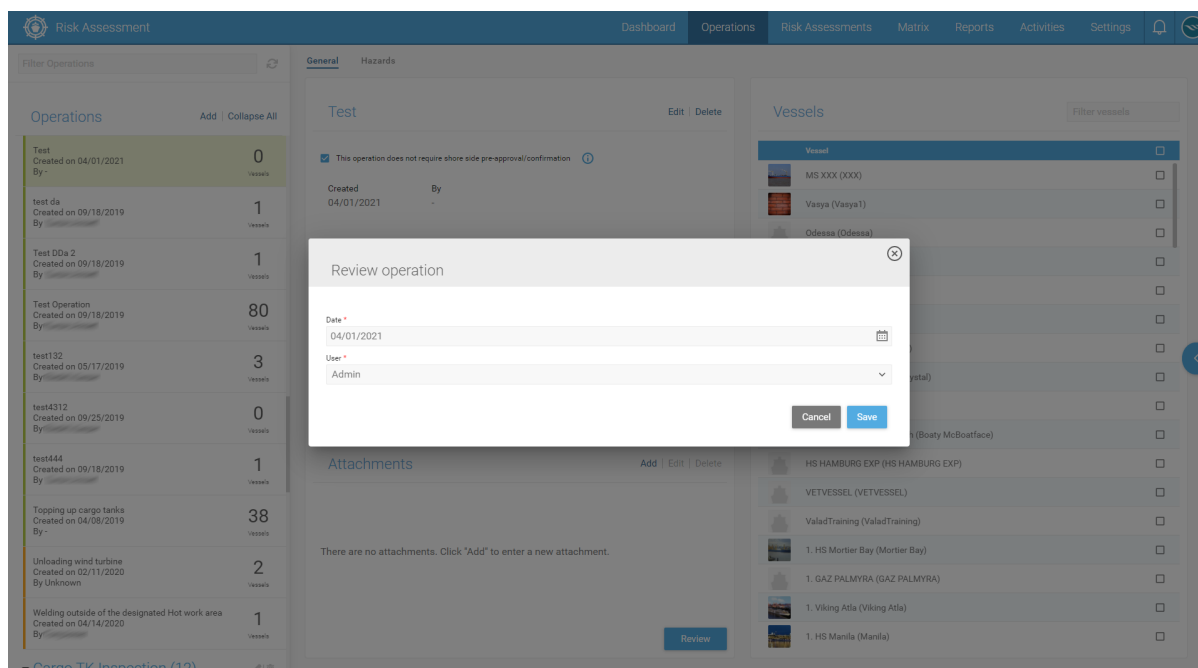 Risk Assessment
Dashboard Operations Risk Assessments Matrix Reports Activities Settings
Filter Operations
General Hazards
Operations Add | Collapse All
Test
Created on 04/01/2021
By -
0
Vessels
test da
Created on 09/18/2019
By
1
Vessels
Test DDa 2
Created on 09/18/2019
By
1
Vessels
Test Operation
Created on 09/18/2019
By
80
Vessels
test132
Created on 05/17/2019
By
3
Vessels
test4312
Created on 09/25/2019
By
0
Vessels
test444
Created on 09/18/2019
By
1
Vessels
Topping up cargo tanks
Created on 04/08/2019
By -
38
Vessels
Unloading wind turbine
Created on 02/11/2020
By Unknown
2
Vessels
Welding outside of the designated Hot work area
Created on 04/14/2020
By
1
Vessels
Cargo TK Inspection (12)
Test Edit | Delete
This operation does not require shore side pre-approval/confirmation
Created By
04/01/2021 -
Review operation
Date *
04/01/2021
User *
Admin
Cancel Save
Attachments Add | Edit | Delete
There are no attachments. Click "Add" to enter a new attachment.
Review
Vessels Filter vessels
Vessel
MS XXX (XXX)
Vasya (Vasya1)
Odessa (Odessa)
)
ystal)
(Boaty McBoatface)
HS HAMBURG EXP (HS HAMBURG EXP)
VETVESSEL (VETVESSEL)
ValadTraining (ValadTraining)
1. HS Mortier Bay (Mortier Bay)
1. GAZ PALMYRA (GAZ PALMYRA)
1. Viking Atla (Viking Atla)
1. HS Manila (Manila)